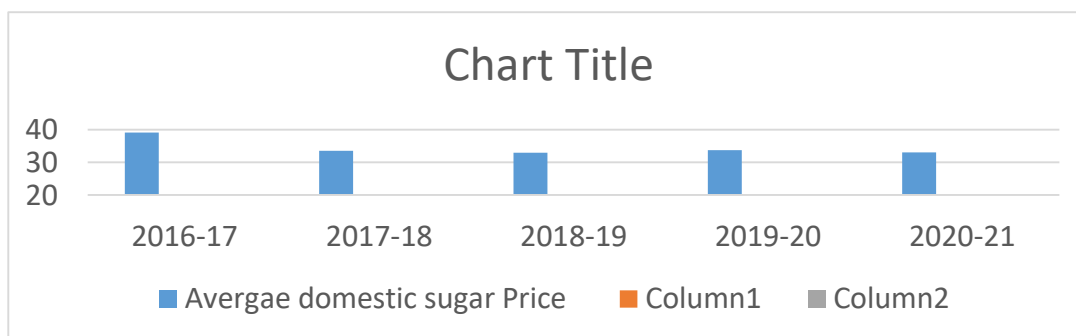 Chart Title
40
30
20
2016-17 2017-18 2018-19 2019-20 2020-21
Avergae domestic sugar Price Column1 Column2